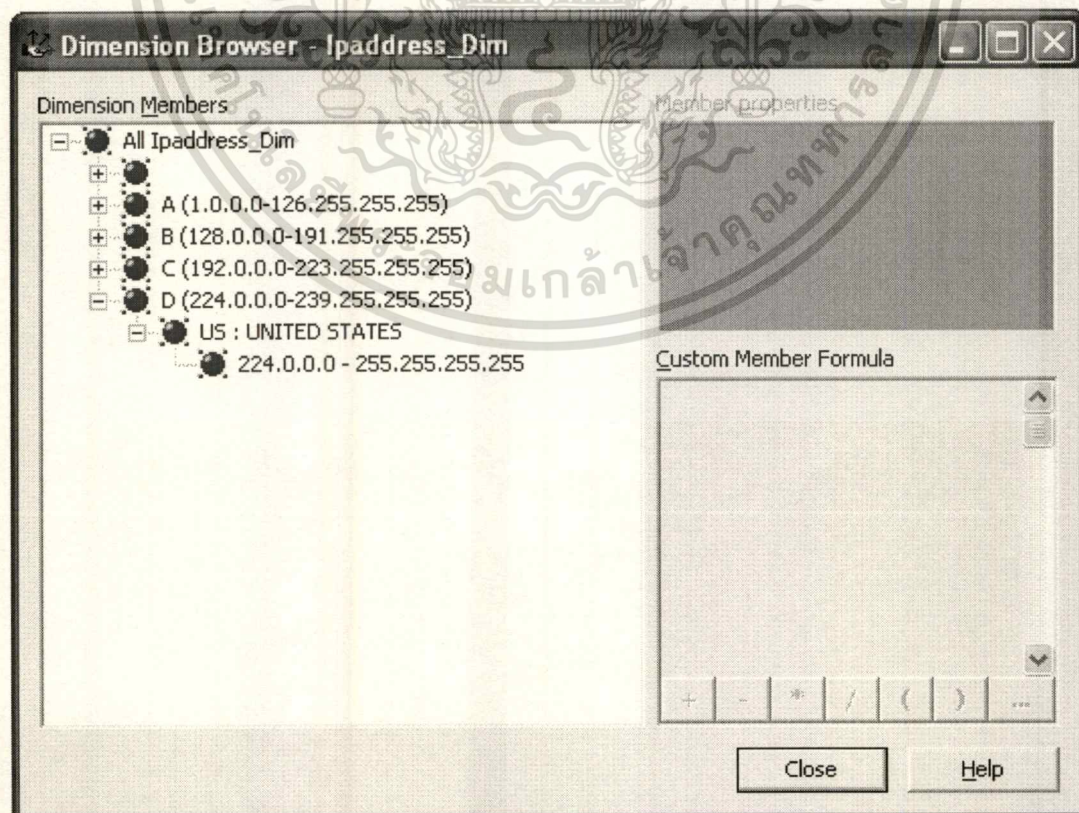 Dimension Browser - Ipaddress_Dim
Dimension Members
All Ipaddress_Dim
A (1.0.0.0-126.255.255.255)
B (128.0.0.0-191.255.255.255)
C (192.0.0.0-223.255.255.255)
D (224.0.0.0-239.255.255.255)
US : UNITED STATES
224.0.0.0 - 255.255.255.255
Member properties
Custom Member Formula
+ - * / ( ) ...
Close Help